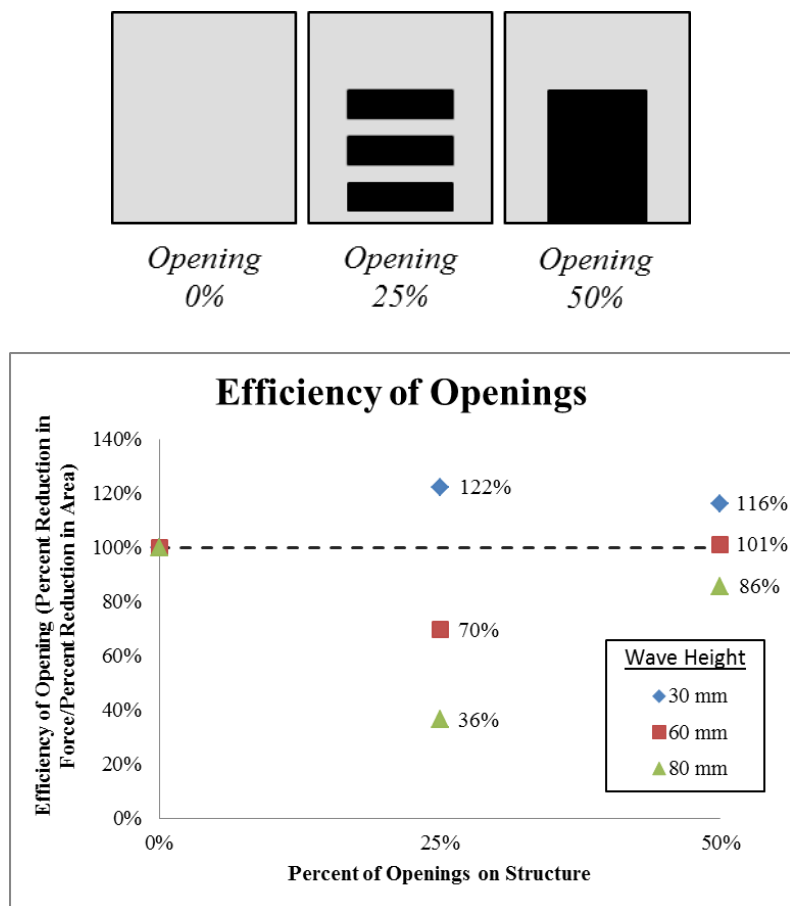 Opening
0%
Opening
25%
Opening
50%
Efficiency of Openings
Efficiency of Opening (Percent Reduction in
Force/Percent Reduction in Area)
140%
120%
100%
80%
60%
40%
20%
0%
122%
116%
101%
86%
70%
36%
Wave Height
30 mm
60 mm
80 mm
0%
25%
50%
Percent of Openings on Structure